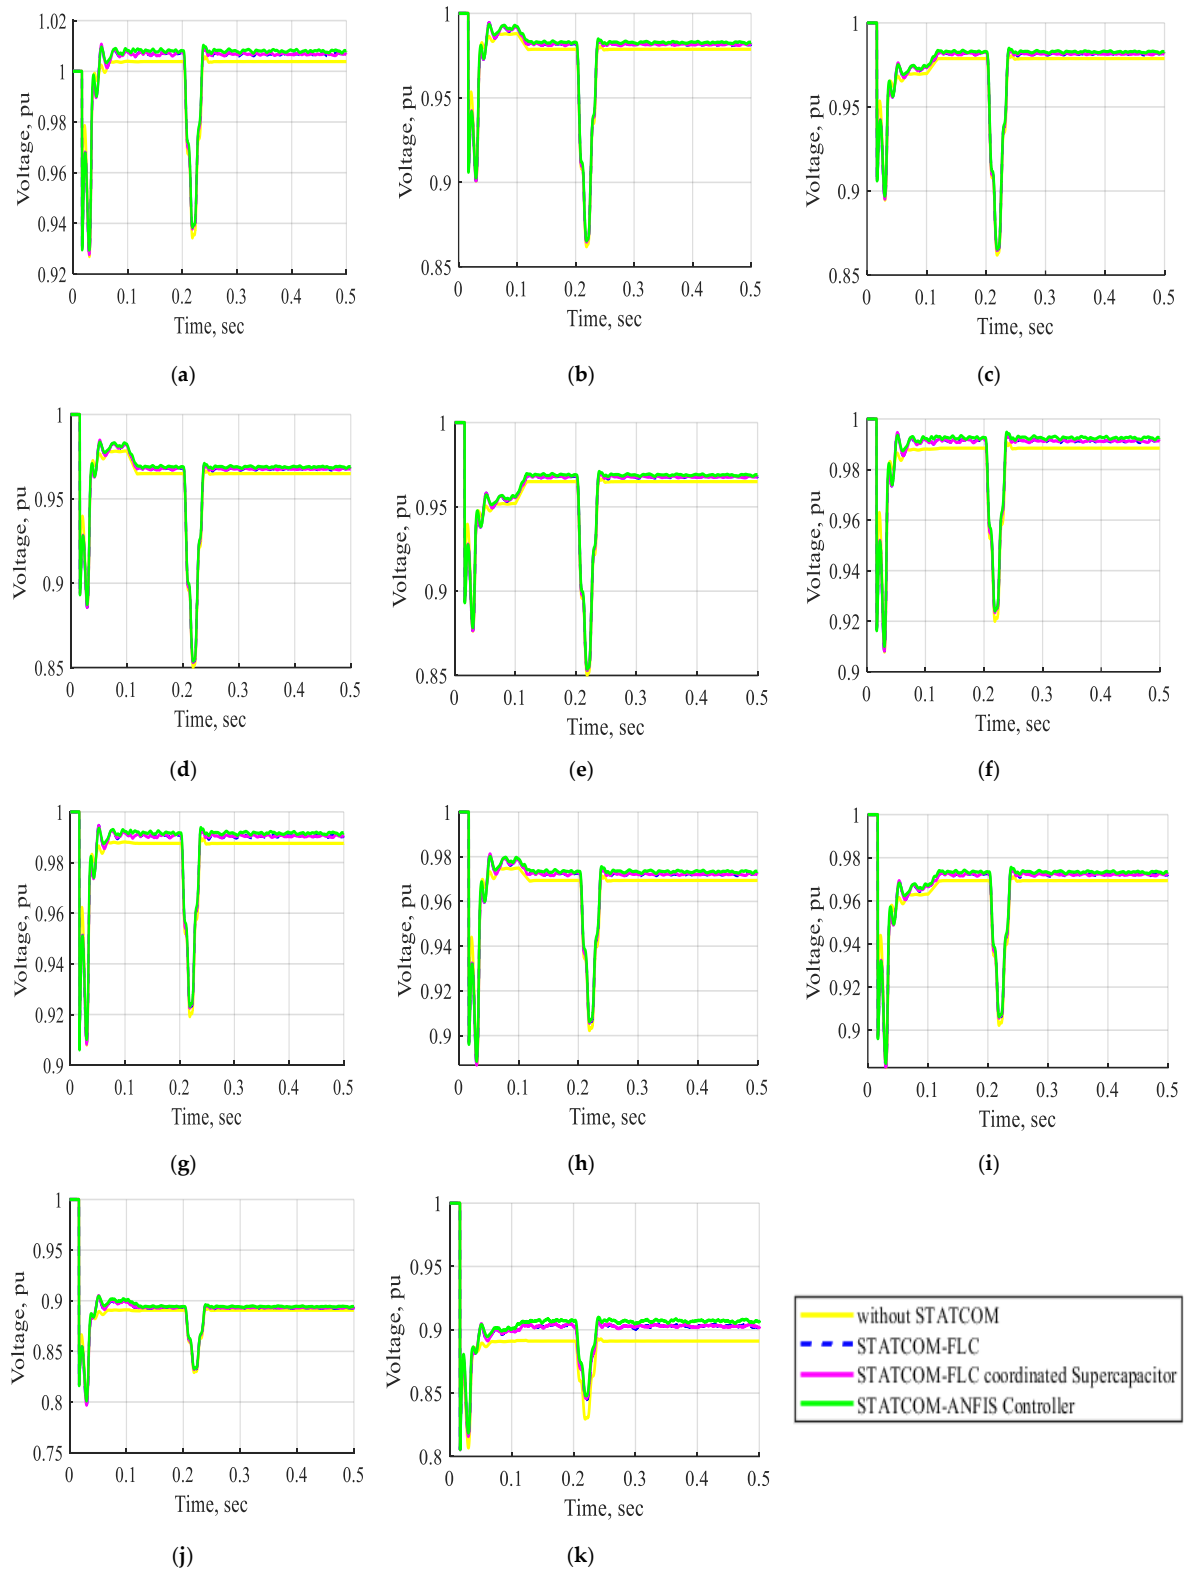 1.02
1
0.98
0.96
0.94
0.92
Voltage, pu
0 0.1 0.2 0.3 0.4 0.5
Time, sec
(a)
1
0.95
0.9
0.85
Voltage, pu
0 0.1 0.2 0.3 0.4 0.5
Time, sec
(b)
1
0.95
0.9
0.85
Voltage, pu
0 0.1 0.2 0.3 0.4 0.5
Time, sec
(c)
1
0.95
0.9
0.85
Voltage, pu
0 0.1 0.2 0.3 0.4 0.5
Time, sec
(d)
1
0.95
0.9
0.85
Voltage, pu
0 0.1 0.2 0.3 0.4 0.5
Time, sec
(e)
1
0.98
0.96
0.94
0.92
0.9
Voltage, pu
0 0.1 0.2 0.3 0.4 0.5
Time, sec
(f)
1
0.98
0.96
0.94
0.92
0.9
Voltage, pu
0 0.1 0.2 0.3 0.4 0.5
Time, sec
(g)
1
0.98
0.96
0.94
0.92
0.9
Voltage, pu
0 0.1 0.2 0.3 0.4 0.5
Time, sec
(h)
1
0.98
0.96
0.94
0.92
0.9
Voltage, pu
0 0.1 0.2 0.3 0.4 0.5
Time, sec
(i)
1
0.95
0.9
0.85
0.8
0.75
Voltage, pu
0 0.1 0.2 0.3 0.4 0.5
Time, sec
(j)
1
0.95
0.9
0.85
0.8
Voltage, pu
0 0.1 0.2 0.3 0.4 0.5
Time, sec
(k)
without STATCOM
STATCOM-FLC
STATCOM-FLC coordinated Supercapacitor
STATCOM-ANFIS Controller